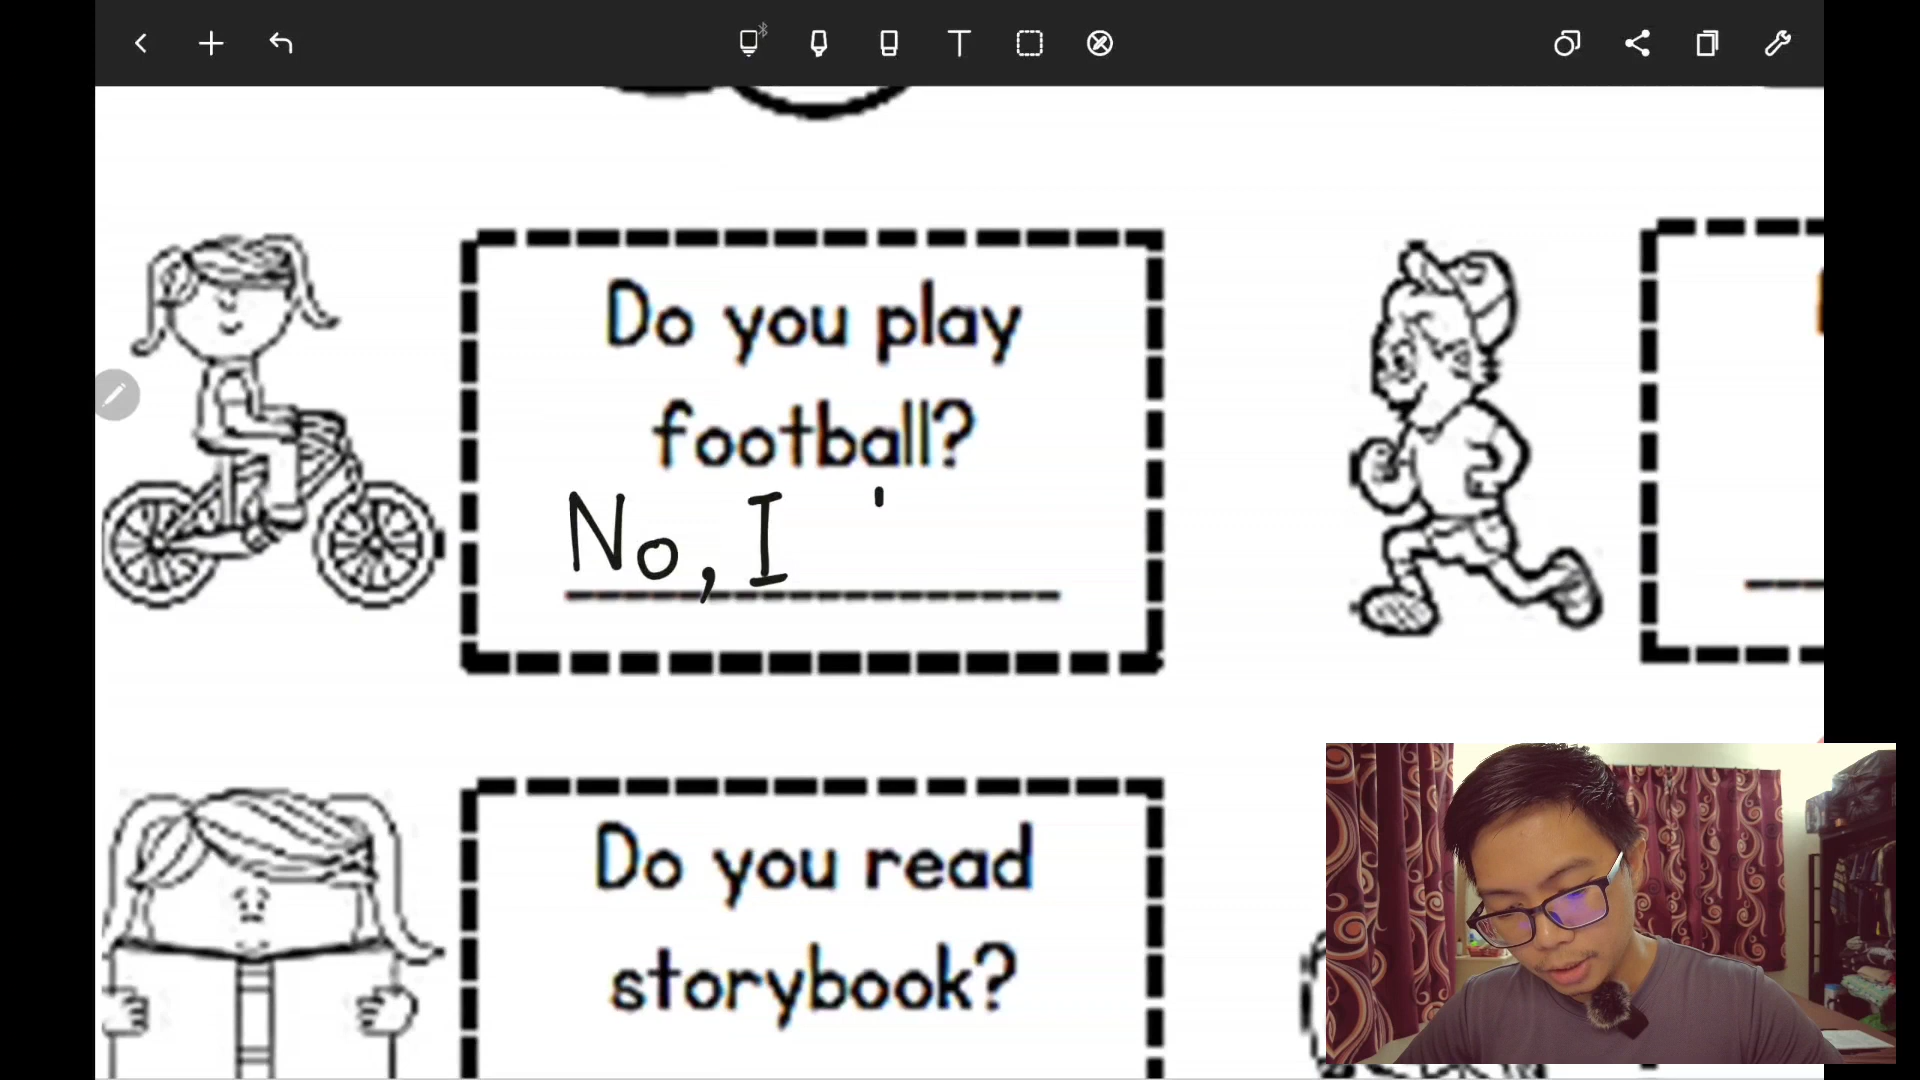 Do you play
football?
No, I '
Do you read
storybook?